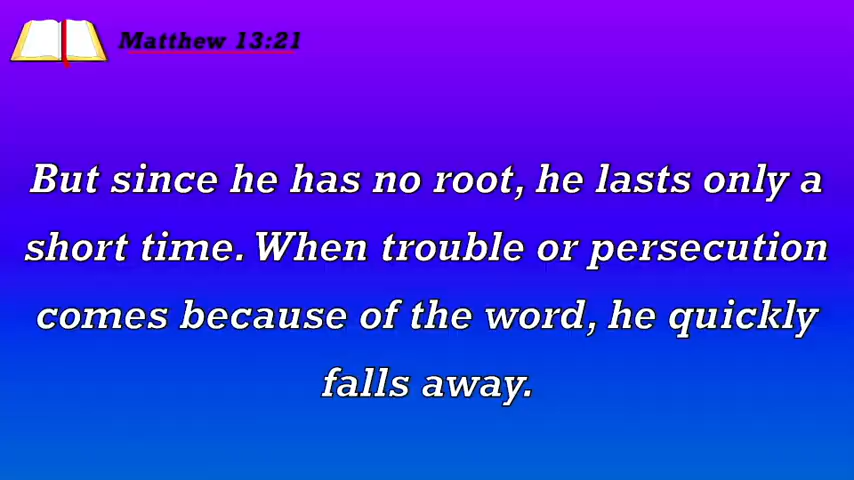 Matthew 13:21
But since he has no root, he lasts only a
short time. When trouble or persecution
comes because of the word, he quickly
falls away.